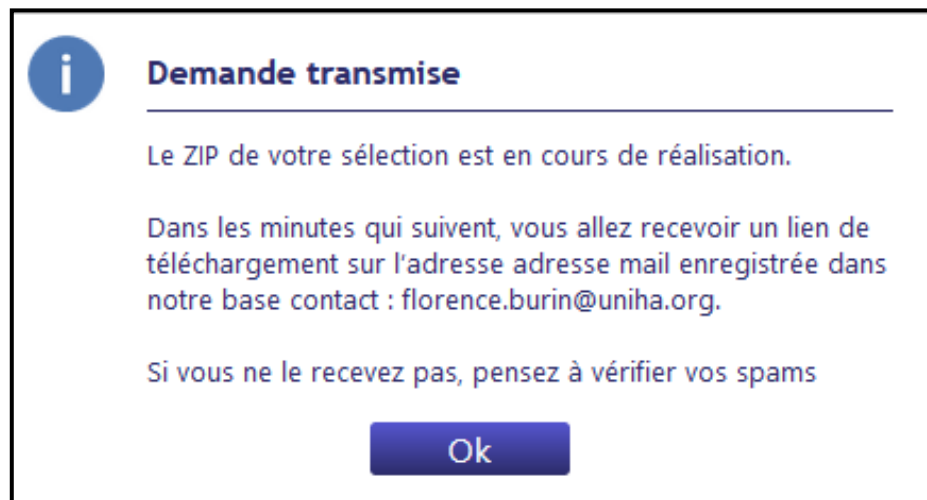 i
Demande transmise
Le ZIP de votre sélection est en cours de réalisation.
Dans les minutes qui suivent, vous allez recevoir un lien de
téléchargement sur l'adresse adresse mail enregistrée dans
notre base contact : florence.burin@uniha.org.
Si vous ne le recevez pas, pensez à vérifier vos spams
Ok